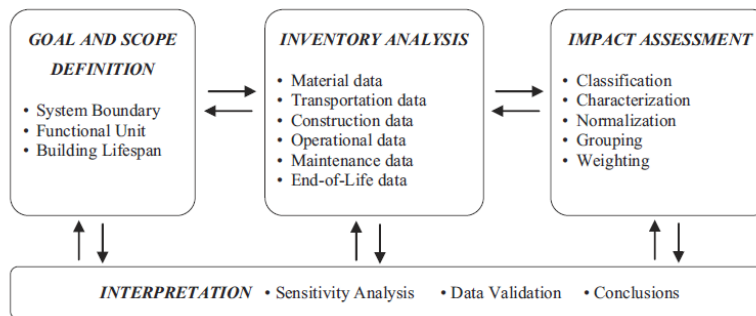 GOAL AND SCOPE
DEFINITION
• System Boundary
• Functional Unit
• Building Lifespan
INVENTORY ANALYSIS
• Material data
• Transportation data
• Construction data
• Operational data
• Maintenance data
• End-of-Life data
IMPACT ASSESSMENT
• Classification
• Characterization
• Normalization
• Grouping
• Weighting
INTERPRETATION • Sensitivity Analysis • Data Validation • Conclusions